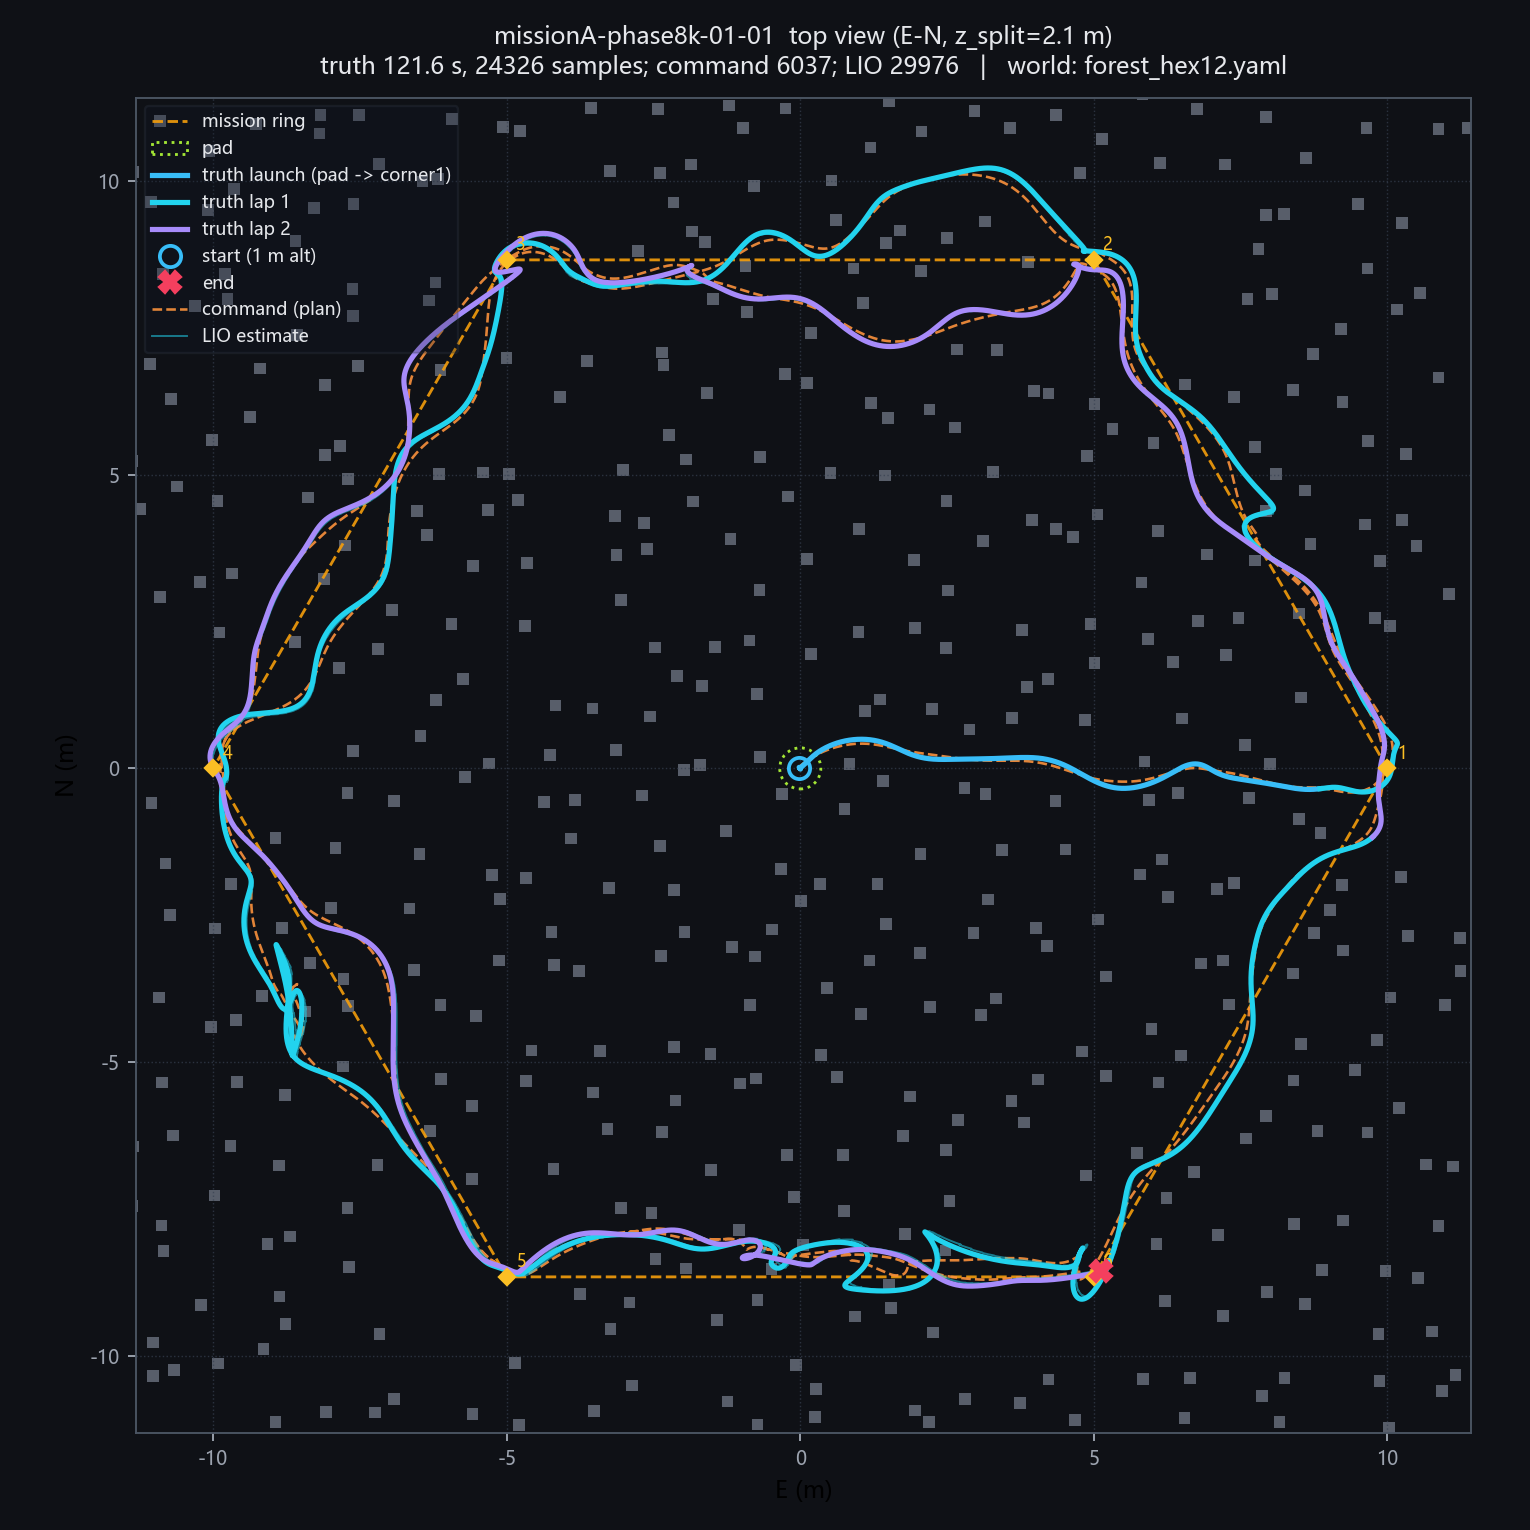 missionA-phase8k-01-01 top view (E-N, z_split=2.1 m)
truth 121.6 s, 24326 samples; command 6037; LIO 29976 | world: forest_hex12.yaml
mission ring
pad
truth launch (pad -> corner1)
truth lap 1
truth lap 2
start (1 m alt)
end
command (plan)
LIO estimate
3
2
4
1
5
10
5
0
-5
-10
N (m)
-10
-5
0
5
10
E (m)